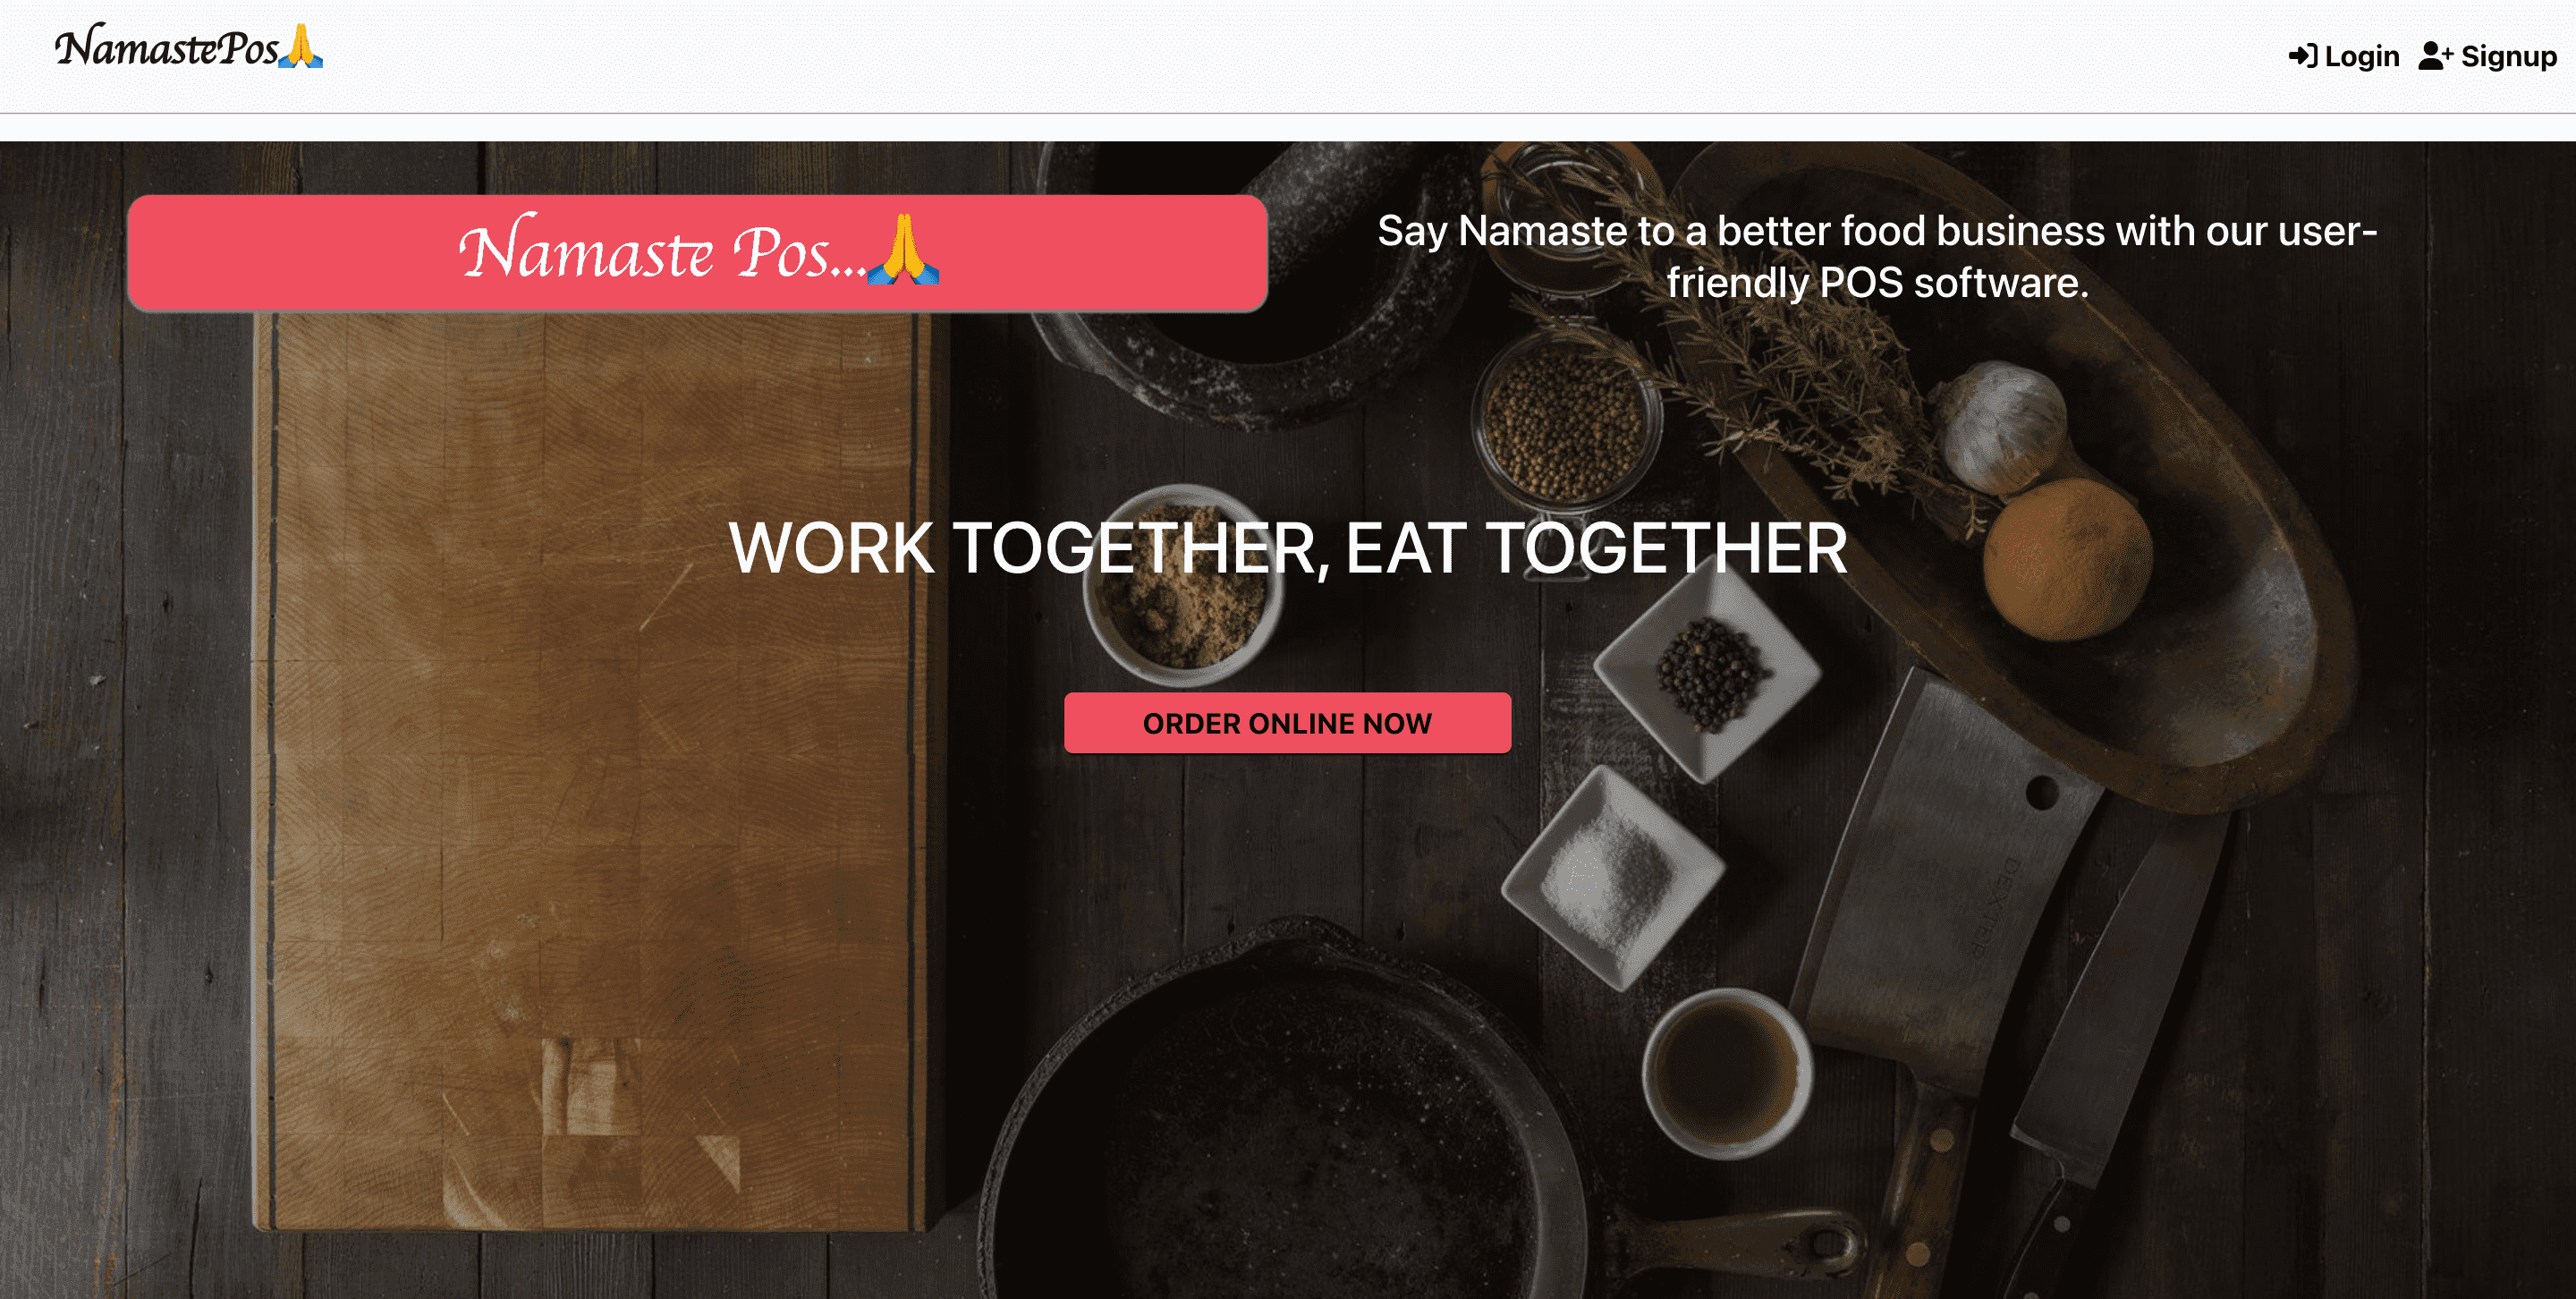 NamastePos🙏
Login Signup
Namaste Pos...🙏
Say Namaste to a better food business with our user-
friendly POS software.
WORK TOGETHER, EAT TOGETHER
ORDER ONLINE NOW
DEXTER